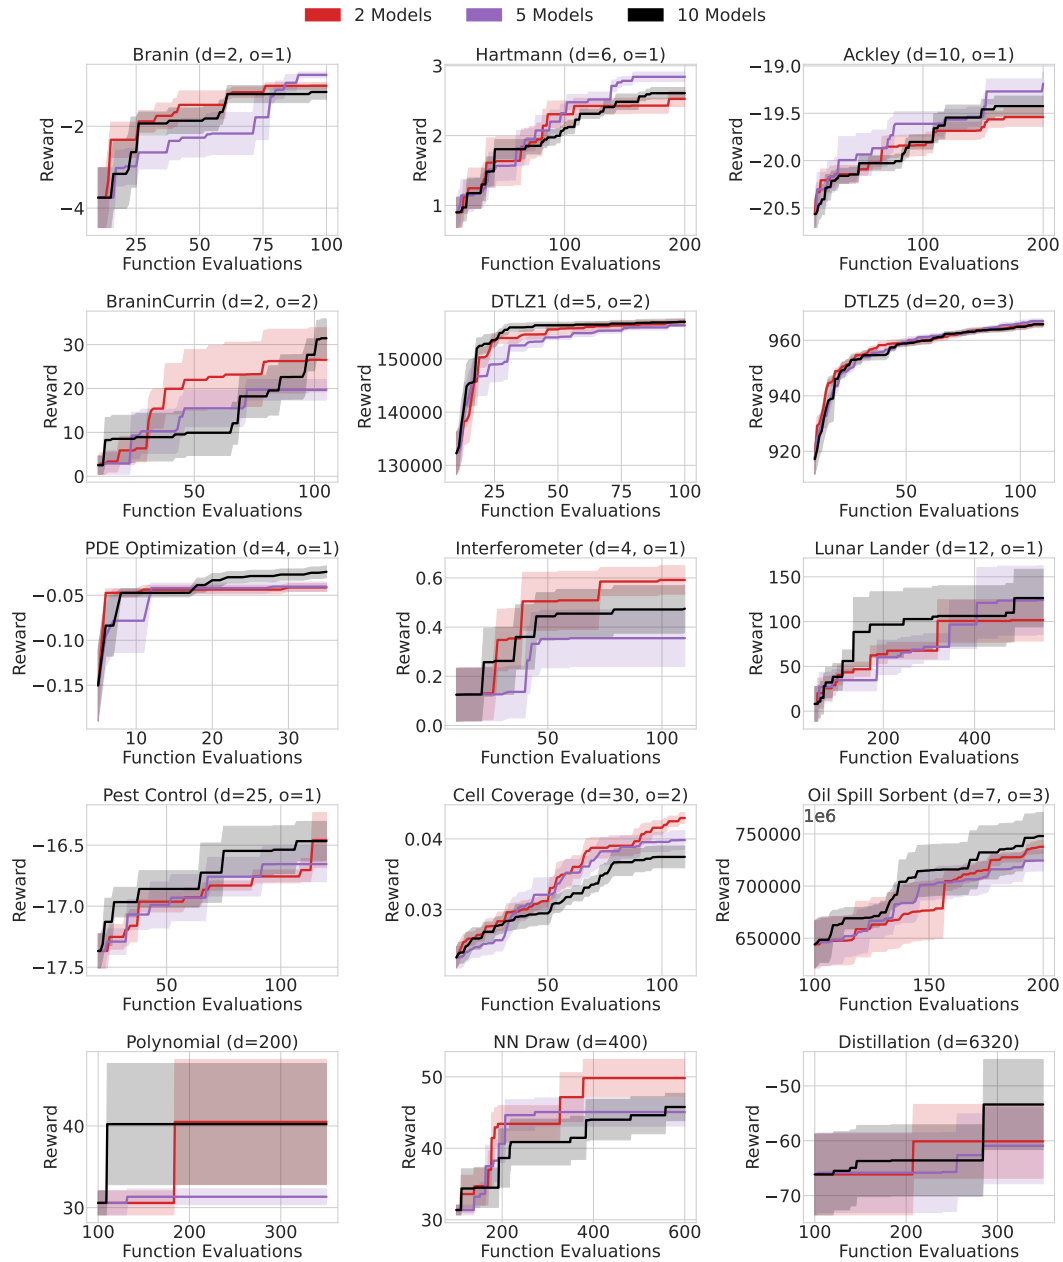 2 Models 5 Models 10 Models
Branin (d=2, o=1)
Reward
−2
−4
25 50 75 100
Function Evaluations
Hartmann (d=6, o=1)
Reward
3
2
1
100 200
Function Evaluations
Ackley (d=10, o=1)
Reward
−19.0
−19.5
−20.0
−20.5
100 200
Function Evaluations
BraninCurrin (d=2, o=2)
Reward
30
20
10
0
50 100
Function Evaluations
DTLZ1 (d=5, o=2)
Reward
150000
140000
130000
25 50 75 100
Function Evaluations
DTLZ5 (d=20, o=3)
Reward
960
940
920
50 100
Function Evaluations
PDE Optimization (d=4, o=1)
Reward
−0.05
−0.10
−0.15
10 20 30
Function Evaluations
Interferometer (d=4, o=1)
Reward
0.6
0.4
0.2
0.0
50 100
Function Evaluations
Lunar Lander (d=12, o=1)
Reward
150
100
50
0
200 400
Function Evaluations
Pest Control (d=25, o=1)
Reward
−16.5
−17.0
−17.5
50 100
Function Evaluations
Cell Coverage (d=30, o=2)
Reward
0.04
0.03
50 100
Function Evaluations
Oil Spill Sorbent (d=7, o=3)
1e6
Reward
750000
700000
650000
100 150 200
Function Evaluations
Polynomial (d=200)
Reward
40
30
100 200 300
Function Evaluations
NN Draw (d=400)
Reward
50
40
30
200 400 600
Function Evaluations
Distillation (d=6320)
Reward
−50
−60
−70
100 200 300
Function Evaluations